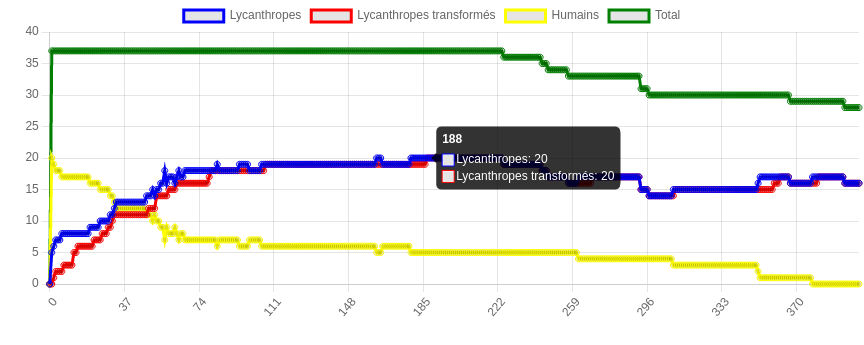 Lycanthropes Lycanthropes transformés Humains Total
40
35
30
25
20
15
10
5
0
188
Lycanthropes: 20
Lycanthropes transformés: 20
0 37 74 111 148 185 222 259 296 333 370